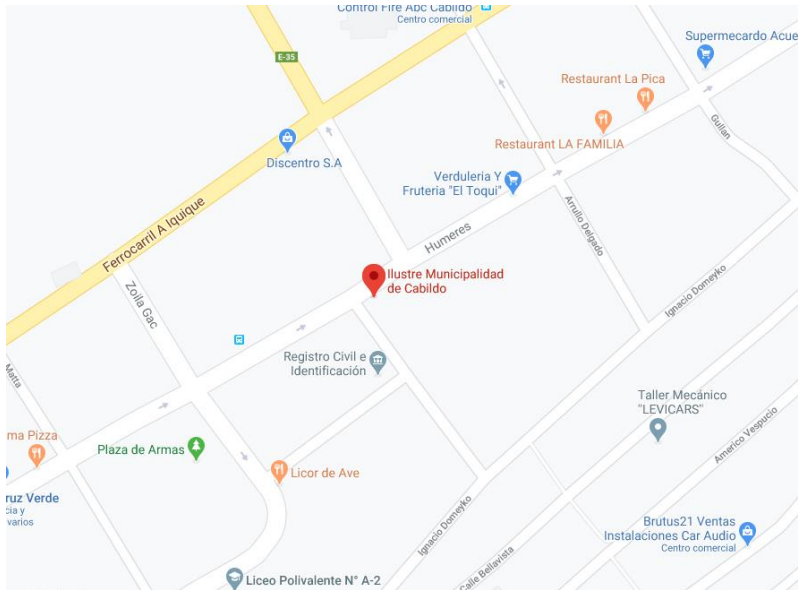 Control Fire Abc Cabildo
Centro comercial
Supermecardo Acue
E-35
Restaurant La Pica
Gullan
Restaurant LA FAMILIA
Discentro S.A
Verduleria Y
Fruteria "El Toqui"
Ferrocarril A Iquique
Humeres
Arrullo Delgado
Ilustre Municipalidad
de Cabildo
Zoila Gac
Ignacio Domeyko
Registro Civil e
Identificación
Matta
Taller Mecánico
"LEVICARS"
Americo Vespucio
ma Pizza
Plaza de Armas
Licor de Ave
ruz Verde
cia y
varios
Ignacio Domeyko
Brutus21 Ventas
Instalaciones Car Audio
Centro comercial
Calle Bellavista
Liceo Polivalente N° A-2